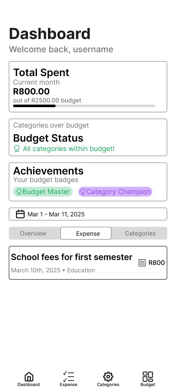 Dashboard
Welcome back, username
Total Spent
Current month
R800.00
out of R2500.00 budget
Categories over budget
Budget Status
All categories within budget!
Achievements
Your budget badges
Budget Master Category Champion
Mar 1 - Mar 11, 2025
Overview Expense Categories
School fees for first semester R800
March 10th, 2025 • Education
Dashboard Expense Categories Budget